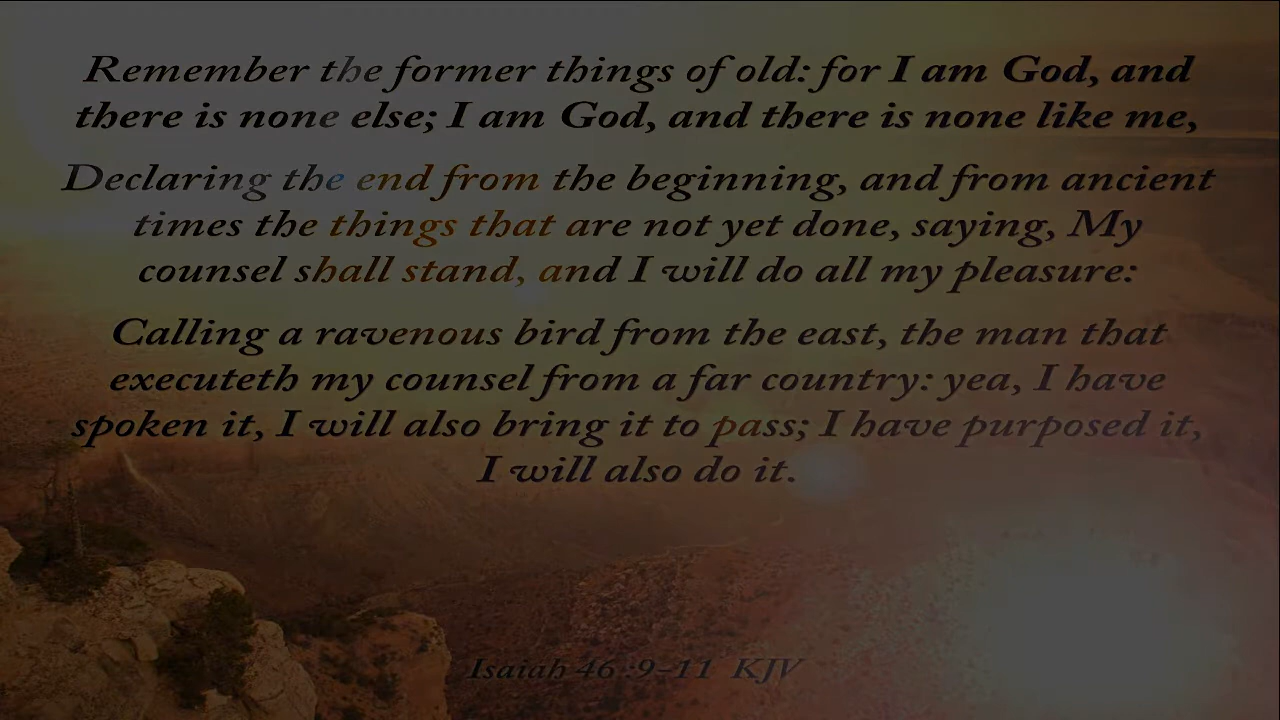 Remember the former things of old: for I am God, and
there is none else; I am God, and there is none like me,
Declaring the end from the beginning, and from ancient
times the things that are not yet done, saying, My
counsel shall stand, and I will do all my pleasure:
Calling a ravenous bird from the east, the man that
executeth my counsel from a far country: yea, I have
spoken it, I will also bring it to pass; I have purposed it,
I will also do it.
Isaiah 46 :9-11 KJV